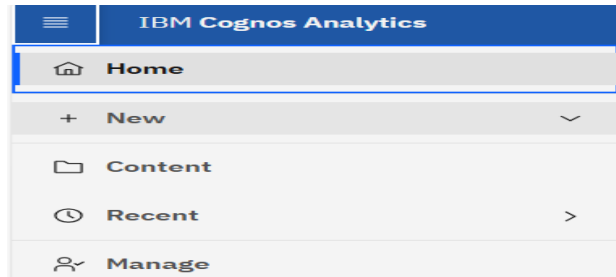 IBM Cognos Analytics
Home
New
Content
Recent
Manage